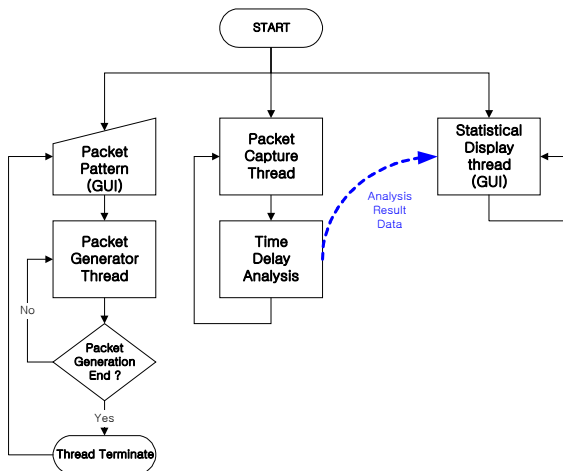 START
Packet
Pattern
(GUI)
Packet
Capture
Thread
Statistical
Display
thread
(GUI)
Analysis
Result
Data
Packet
Generator
Thread
Time
Delay
Analysis
No
Packet
Generation
End ?
Yes
Thread Terminate